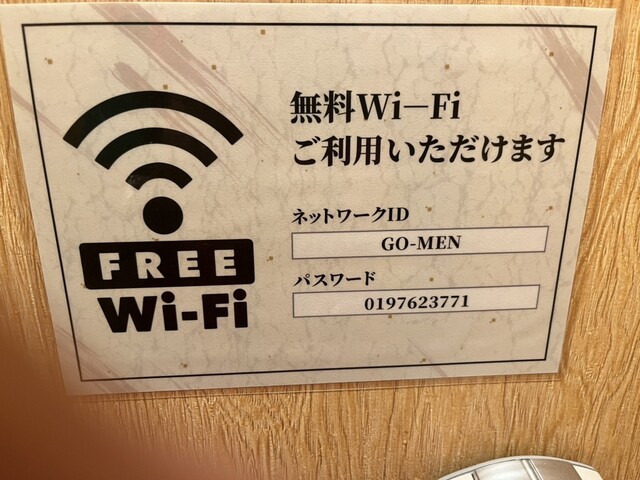 無料Wi-Fi
ご利用いただけます
ネットワークID
GO-MEN
パスワード
0197623771
FREE
Wi-Fi